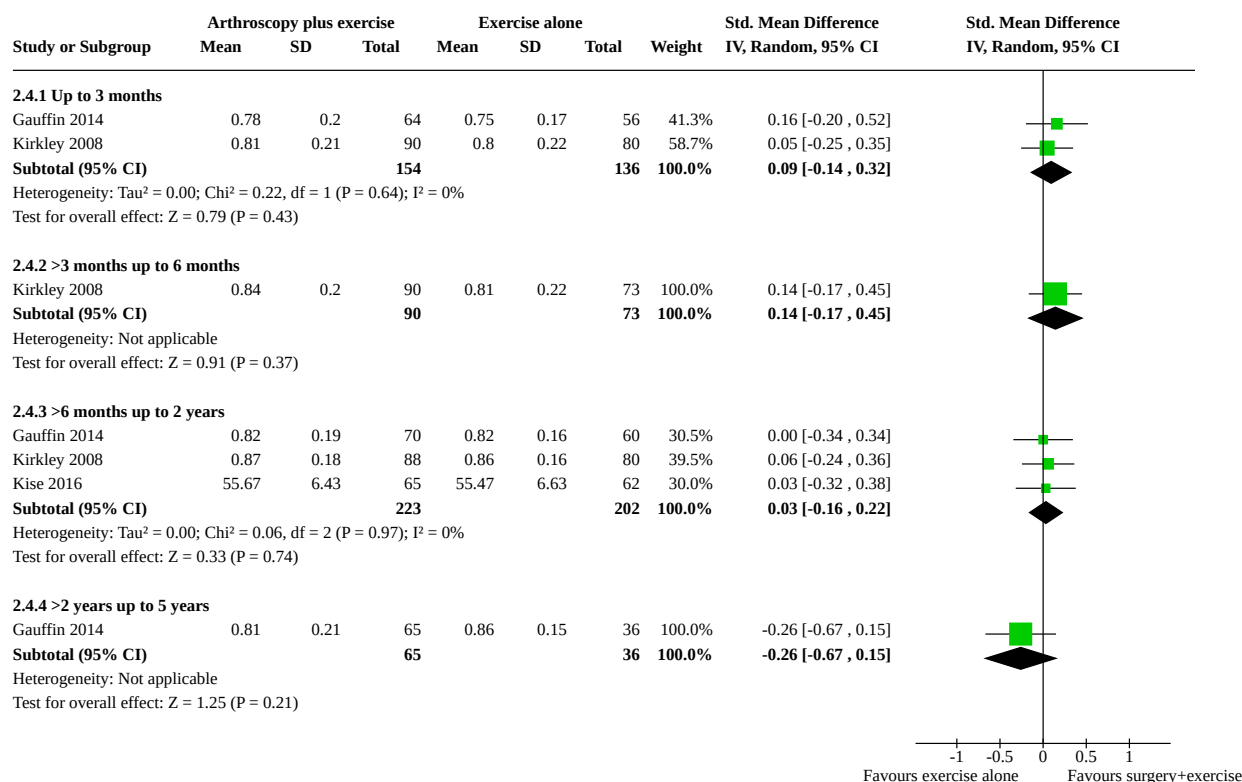 Arthroscopy plus exercise Exercise alone Std. Mean Difference Std. Mean Difference
Study or Subgroup Mean SD Total Mean SD Total Weight IV, Random, 95% CI IV, Random, 95% CI
2.4.1 Up to 3 months
Gauffin 2014 0.78 0.2 64 0.75 0.17 56 41.3% 0.16 [-0.20 , 0.52]
Kirkley 2008 0.81 0.21 90 0.8 0.22 80 58.7% 0.05 [-0.25 , 0.35]
Subtotal (95% CI) 154 136 100.0% 0.09 [-0.14 , 0.32]
Heterogeneity: Tau² = 0.00; Chi² = 0.22, df = 1 (P = 0.64); I² = 0%
Test for overall effect: Z = 0.79 (P = 0.43)
2.4.2 >3 months up to 6 months
Kirkley 2008 0.84 0.2 90 0.81 0.22 73 100.0% 0.14 [-0.17 , 0.45]
Subtotal (95% CI) 90 73 100.0% 0.14 [-0.17 , 0.45]
Heterogeneity: Not applicable
Test for overall effect: Z = 0.91 (P = 0.37)
2.4.3 >6 months up to 2 years
Gauffin 2014 0.82 0.19 70 0.82 0.16 60 30.5% 0.00 [-0.34 , 0.34]
Kirkley 2008 0.87 0.18 88 0.86 0.16 80 39.5% 0.06 [-0.24 , 0.36]
Kise 2016 55.67 6.43 65 55.47 6.63 62 30.0% 0.03 [-0.32 , 0.38]
Subtotal (95% CI) 223 202 100.0% 0.03 [-0.16 , 0.22]
Heterogeneity: Tau² = 0.00; Chi² = 0.06, df = 2 (P = 0.97); I² = 0%
Test for overall effect: Z = 0.33 (P = 0.74)
2.4.4 >2 years up to 5 years
Gauffin 2014 0.81 0.21 65 0.86 0.15 36 100.0% -0.26 [-0.67 , 0.15]
Subtotal (95% CI) 65 36 100.0% -0.26 [-0.67 , 0.15]
Heterogeneity: Not applicable
Test for overall effect: Z = 1.25 (P = 0.21)
-1 -0.5 0 0.5 1
Favours exercise alone Favours surgery+exercise